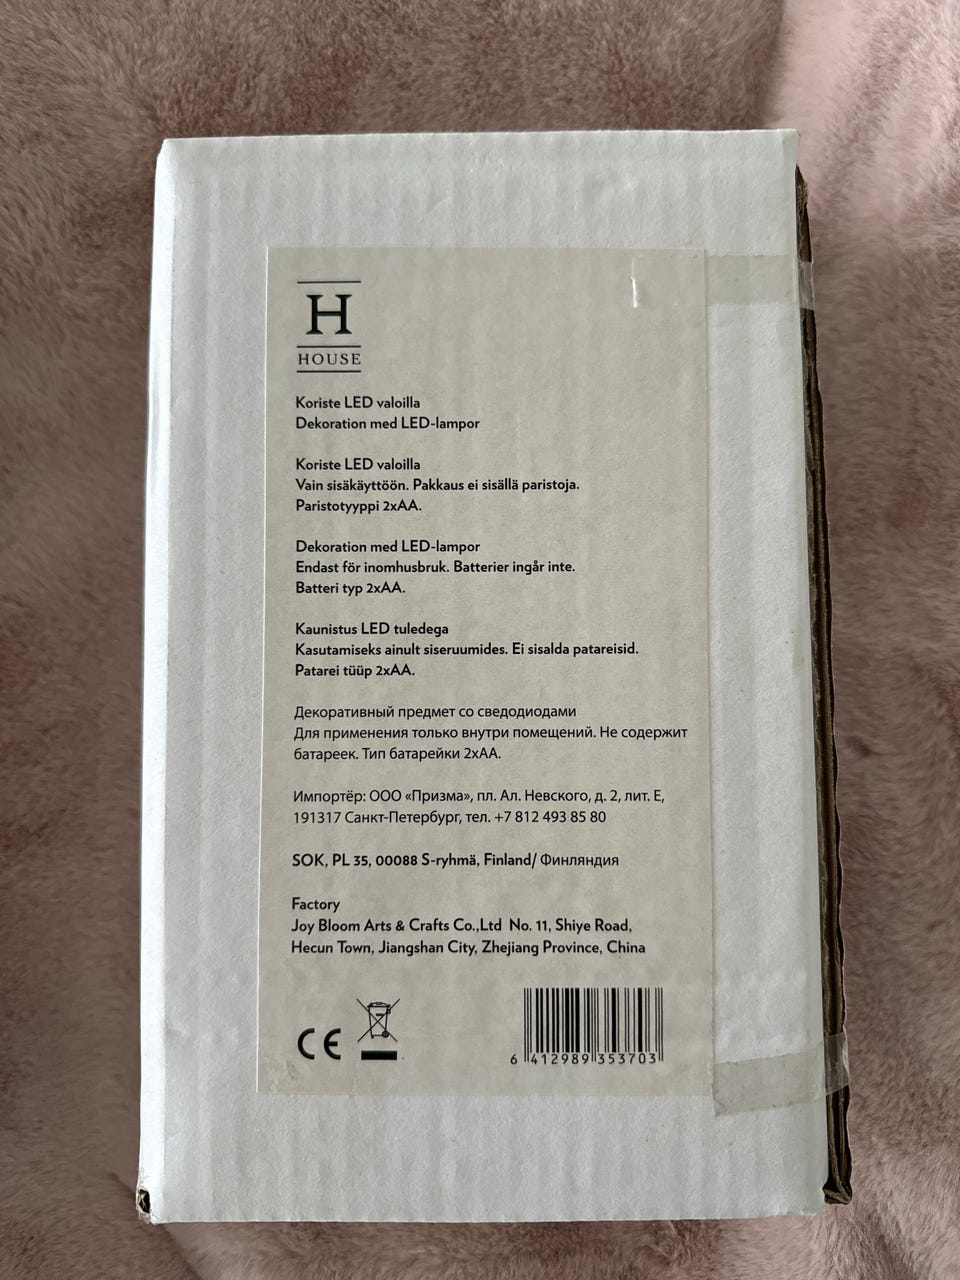 H
HOUSE
Koriste LED valoilla
Dekoration med LED-lampor
Koriste LED valoilla
Vain sisäkäyttöön. Pakkaus ei sisällä paristoja.
Paristotyyppi 2xAA.
Dekoration med LED-lampor
Endast för inomhusbruk. Batterier ingår inte.
Batteri typ 2xAA.
Kaunistus LED tuledega
Kasutamiseks ainult siseruumides. Ei sisalda patareisid.
Patarei tüüp 2xAA.
Декоративный предмет со сведодиодами
Для применения только внутри помещений. Не содержит
батареек. Тип батарейки 2xAA.
Импортёр: ООО «Призма», пл. Ал. Невского, д. 2, лит. Е,
191317 Санкт-Петербург, тел. +7 812 493 85 80
SOK, PL 35, 00088 S-ryhmä, Finland/ Финляндия
Factory
Joy Bloom Arts & Crafts Co.,Ltd No. 11, Shiye Road,
Hecun Town, Jiangshan City, Zhejiang Province, China
CE
6 412989 353703